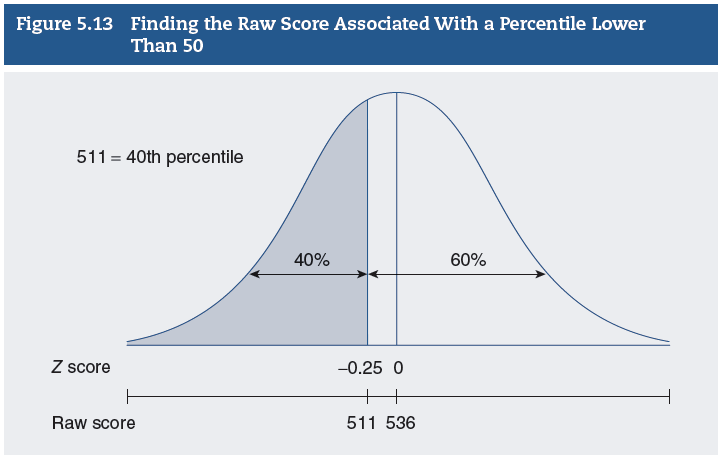 Figure 5.13 Finding the Raw Score Associated With a Percentile Lower
Than 50
511 = 40th percentile
40% 60%
Z score −0.25 0
Raw score 511 536